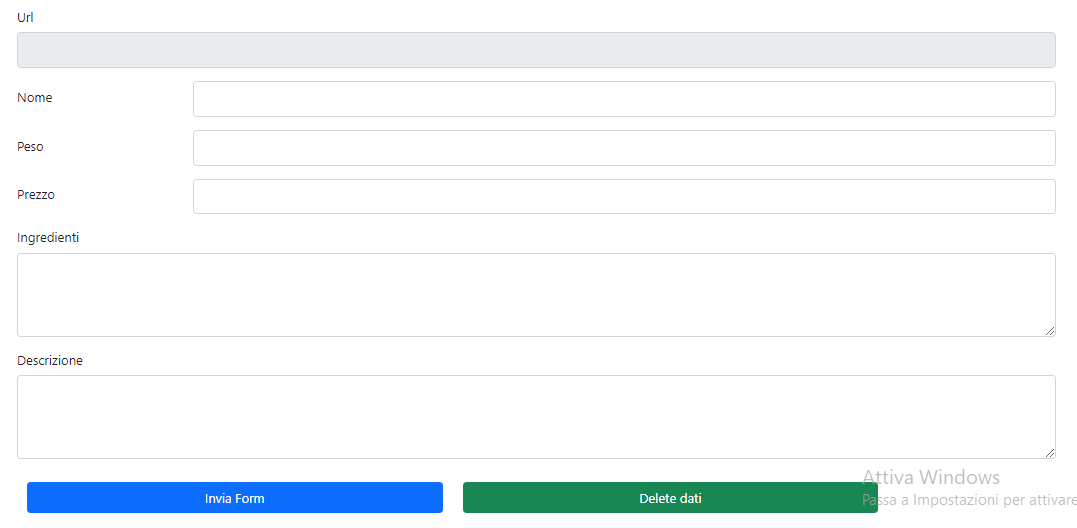 Url
Nome
Peso
Prezzo
Ingredienti
Descrizione
Invia Form
Delete dati
Attiva Windows
Passa a Impostazioni per attivare